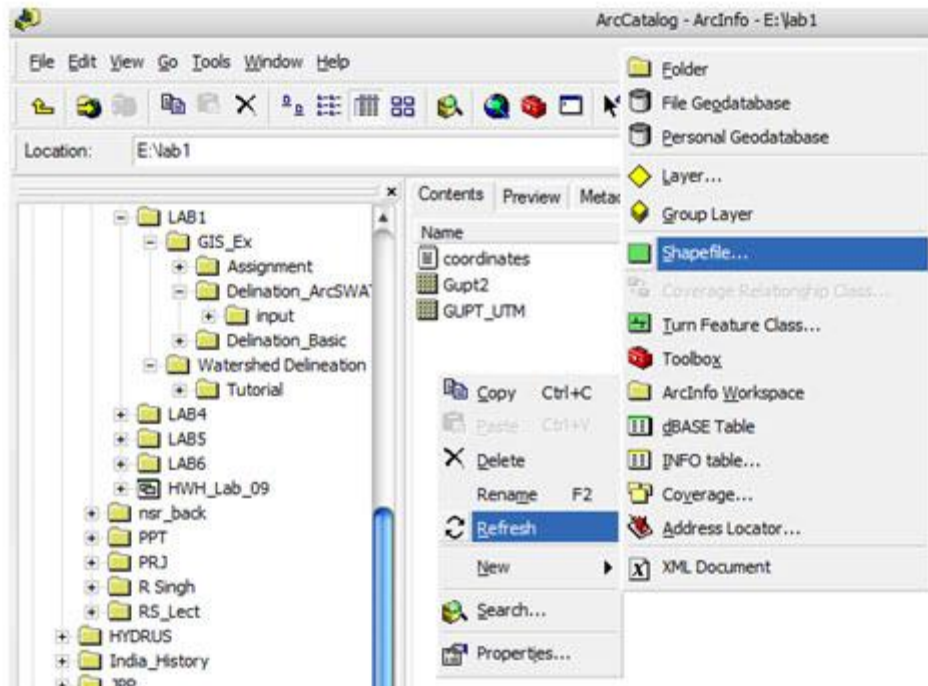 ArcCatalog - ArcInfo - E:\lab1
File Edit View Go Tools Window Help
Location: E:\lab1
LAB1
GIS_Ex
Assignment
Delination_ArcSWA
input
Delination_Basic
Watershed Delineation
Tutorial
LAB4
LAB5
LAB6
HWH_Lab_09
nsr_back
PPT
PRJ
R Singh
RS_Lect
HYDRUS
India_History
JPR
Contents Preview Metad
Name
coordinates
Gupt2
GUPT_UTM
Copy Ctrl+C
Paste Ctrl+V
Delete
Rename F2
Refresh
New
Search...
Properties...
Folder
File Geodatabase
Personal Geodatabase
Layer...
Group Layer
Shapefile...
Coverage Relationship Class...
Turn Feature Class...
Toolbox
ArcInfo Workspace
dBASE Table
INFO table...
Coverage...
Address Locator...
XML Document